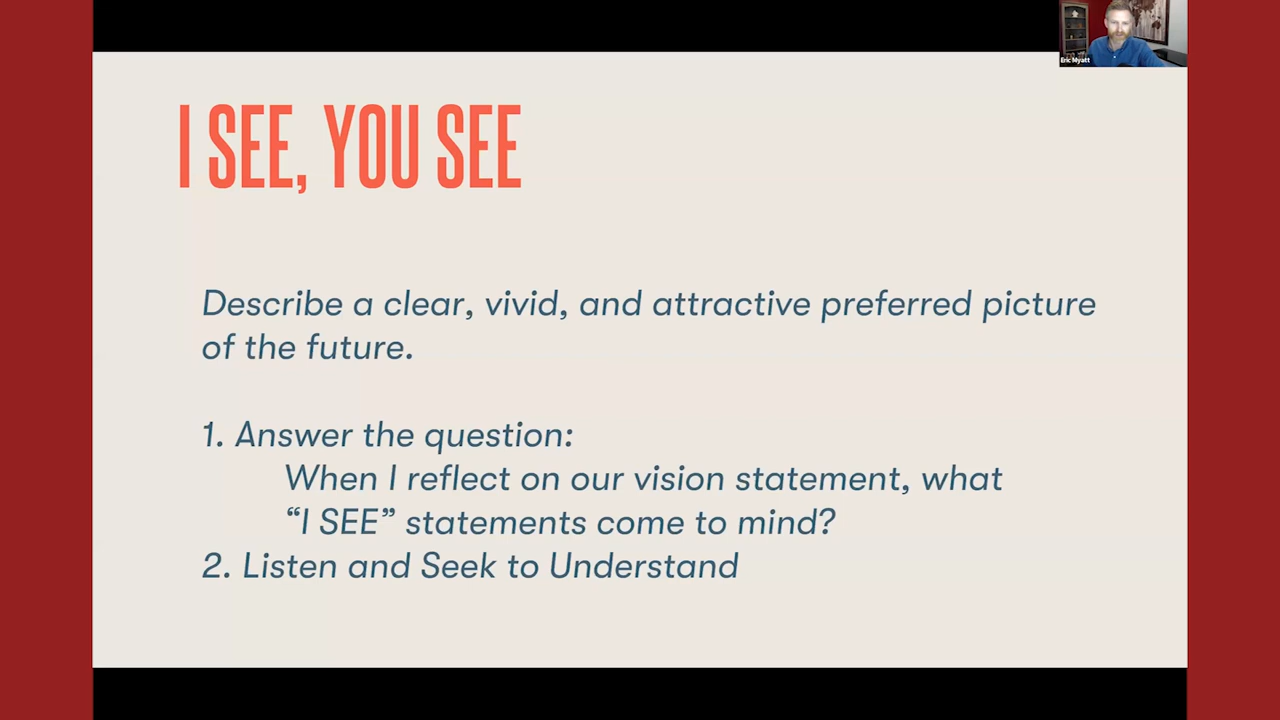 Eric Myatt
I SEE, YOU SEE
Describe a clear, vivid, and attractive preferred picture
of the future.
1. Answer the question:
When I reflect on our vision statement, what
“I SEE” statements come to mind?
2. Listen and Seek to Understand